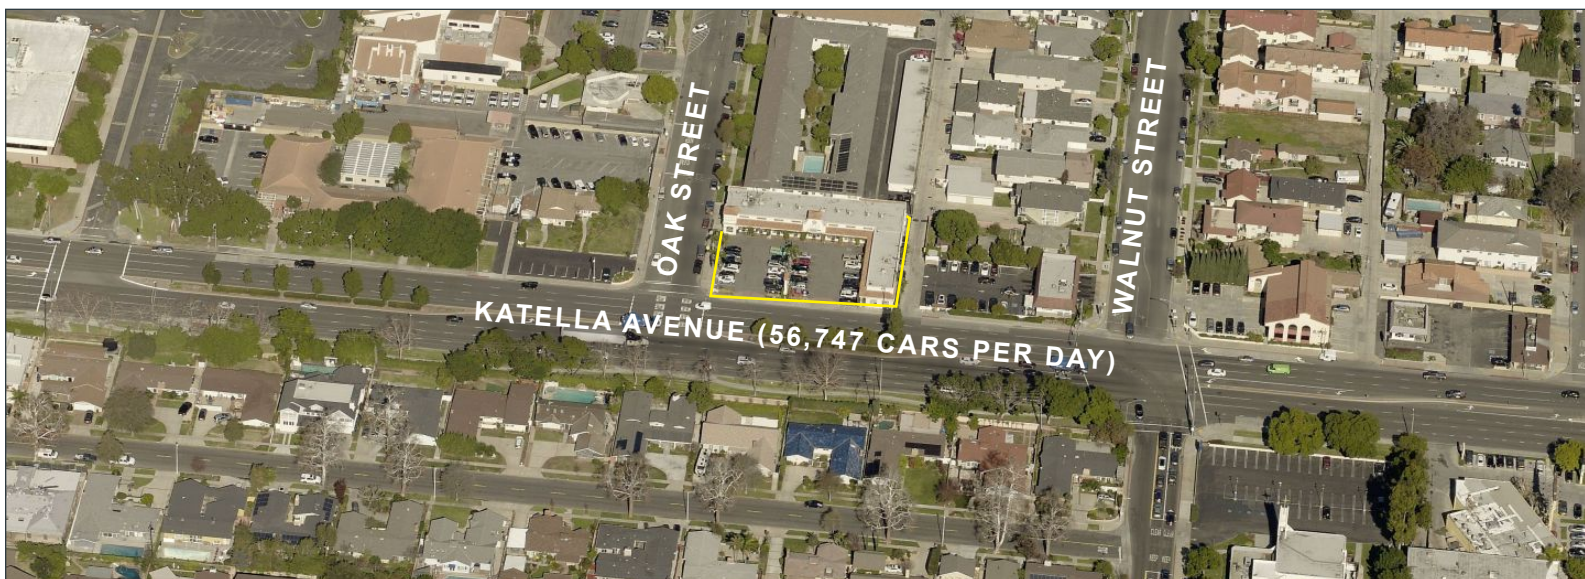 OAK STREET
WALNUT STREET
KATELLA AVENUE (56,747 CARS PER DAY)